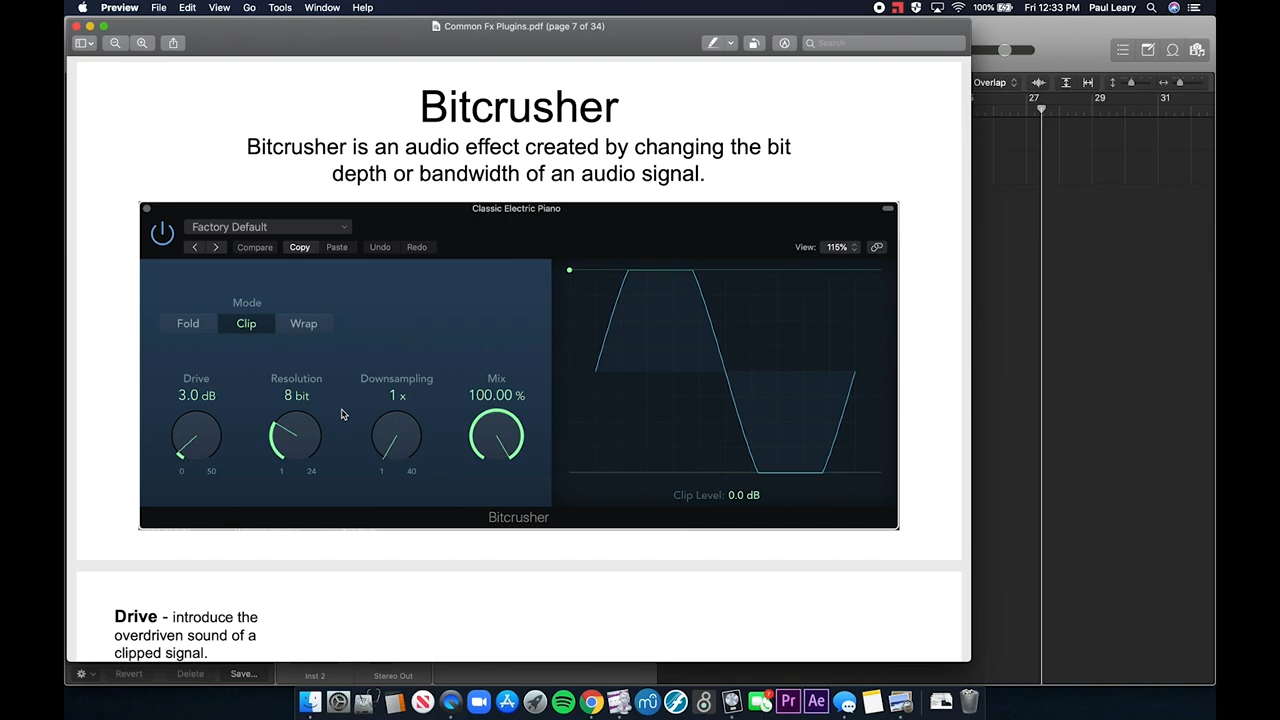 Preview File Edit View Go Tools Window Help
100% Fri 12:33 PM Paul Leary
Common Fx Plugins.pdf (page 7 of 34)
Search
Overlap
27 29 31
Bitcrusher
Bitcrusher is an audio effect created by changing the bit
depth or bandwidth of an audio signal.
Classic Electric Piano
Factory Default
Compare Copy Paste Undo Redo
View: 115%
Mode
Fold Clip Wrap
Drive Resolution Downsampling Mix
3.0 dB 8 bit 1 x 100.00 %
0 50 1 24 1 40
Clip Level: 0.0 dB
Bitcrusher
Drive - introduce the
overdriven sound of a
clipped signal.
Revert Delete Save... Inst 2 Stereo Out
Pr Ae